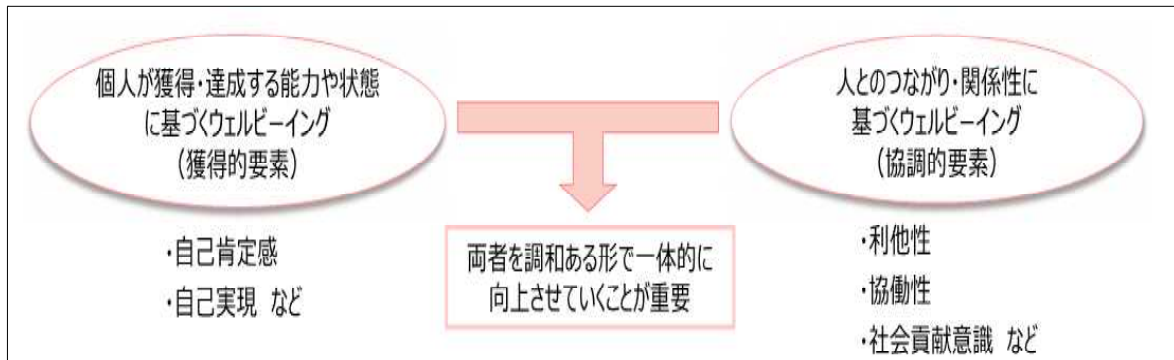 個人が獲得・達成する能力や状態
に基づくウェルビーイング
(獲得的要素)
・自己肯定感
・自己実現 など
両者を調和ある形で一体的に
向上させていくことが重要
人とのつながり・関係性に
基づくウェルビーイング
(協調的要素)
・利他性
・協働性
・社会貢献意識 など